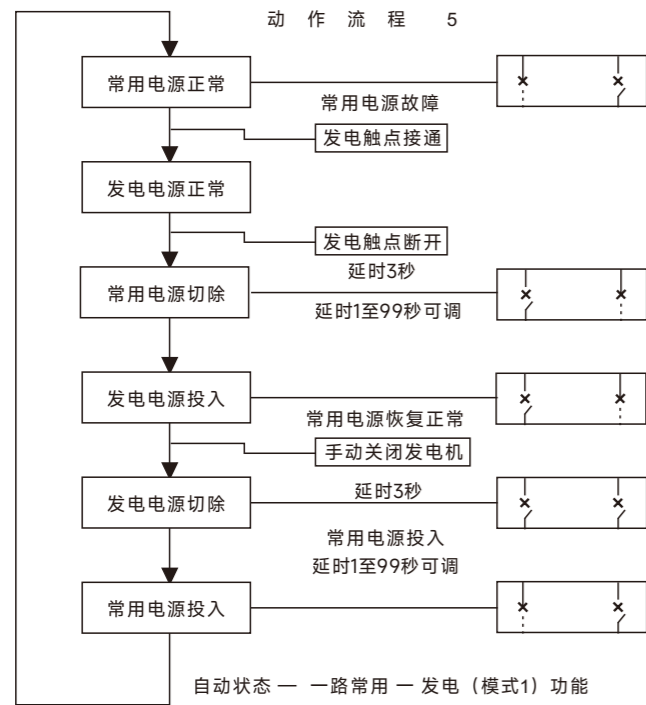 动作流程 5
常用电源正常
常用电源故障
发电触点接通
发电电源正常
发电触点断开
延时3秒
常用电源切除
延时1至99秒可调
发电电源投入
常用电源恢复正常
手动关闭发电机
延时3秒
发电电源切除
常用电源投入
延时1至99秒可调
常用电源投入
自动状态 — 一路常用 — 发电（模式1）功能